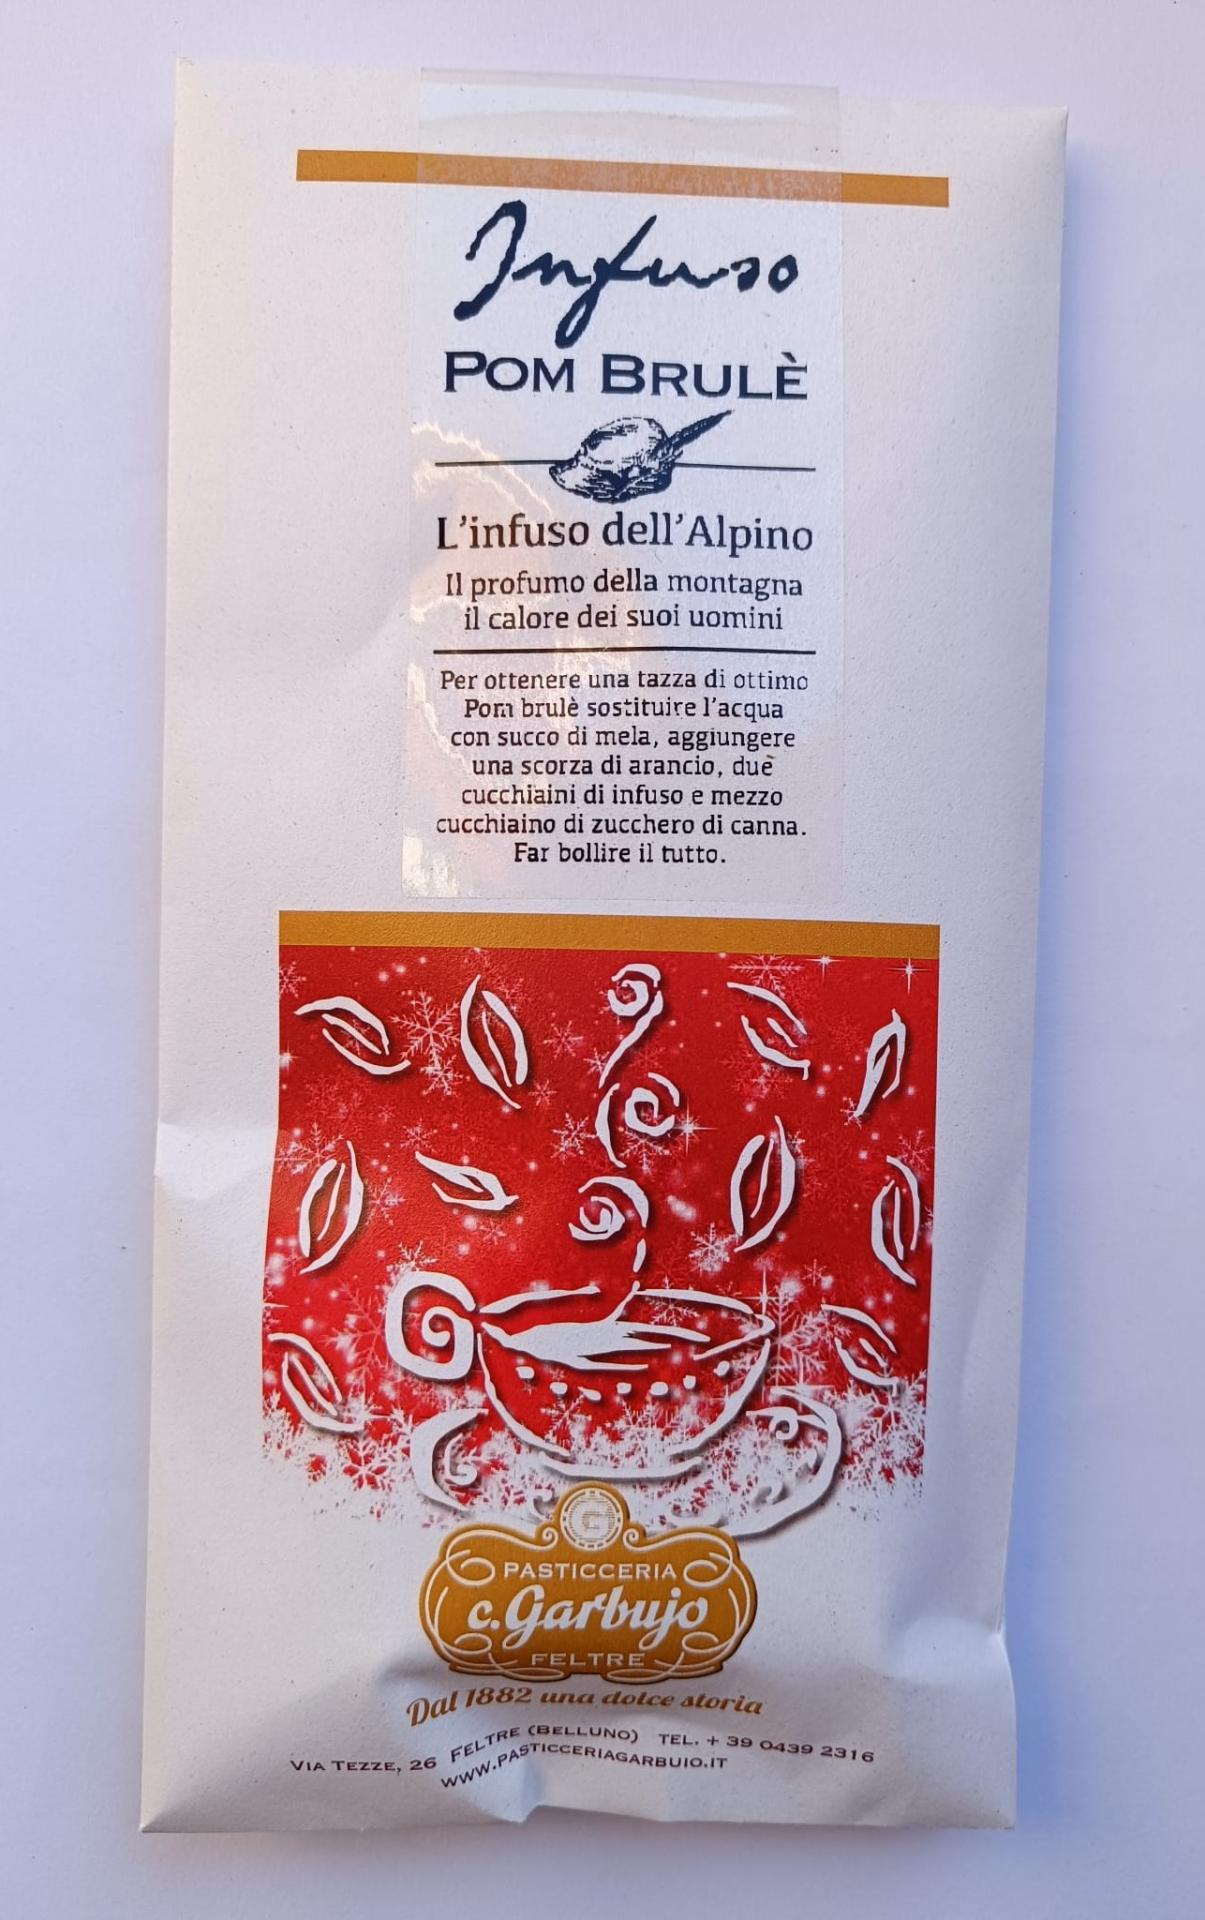 Infuso
POM BRULÈ
L'infuso dell'Alpino
Il profumo della montagna
il calore dei suoi uomini
Per ottenere una tazza di ottimo
Pom brulè sostituire l'acqua
con succo di mela, aggiungere
una scorza di arancio, due
cucchiaini di infuso e mezzo
cucchiaino di zucchero di canna.
Far bollire il tutto.
G
PASTICCERIA
c.Garbujo
FELTRE
Dal 1882 una dolce storia
VIA TEZZE, 26 FELTRE (BELLUNO) TEL. + 39 0439 2316
WWW.PASTICCERIAGARBUIO.IT